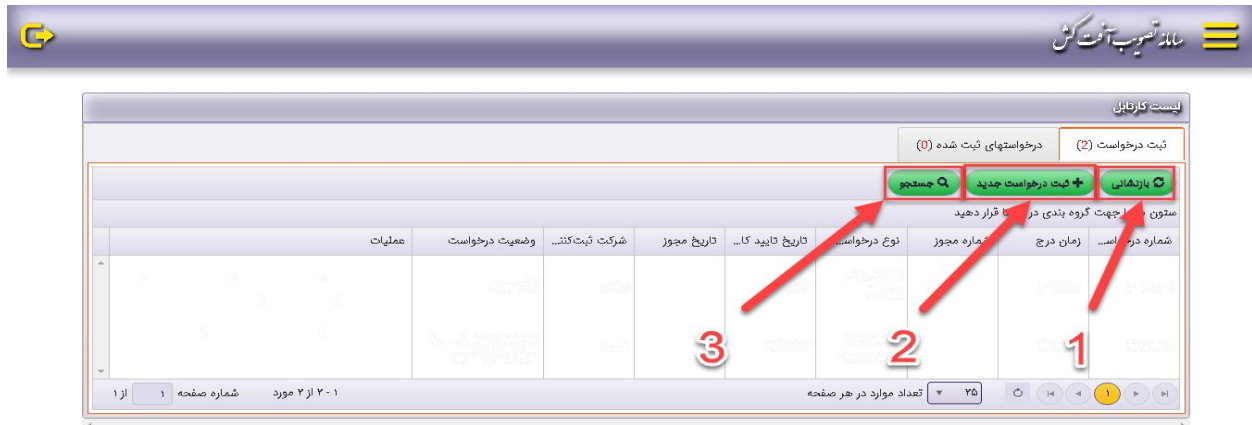 سامانه تصویب آفت کش
لیست کارتابل
ثبت درخواست (2) درخواستهای ثبت شده (0)
بازنشانی ثبت درخواست جدید جستجو
ستون جهت گروه بندی در قرار دهید
شماره درخواس... زمان درج شماره مجوز نوع درخواست... تاریخ تایید کا... تاریخ مجوز شرکت ثبت‌کنن... وضعیت درخواست عملیات
3 2 1
۱ ۲۵ تعداد موارد در هر صفحه ۱ - ۲ از ۲ مورد شماره صفحه ۱ از ۱